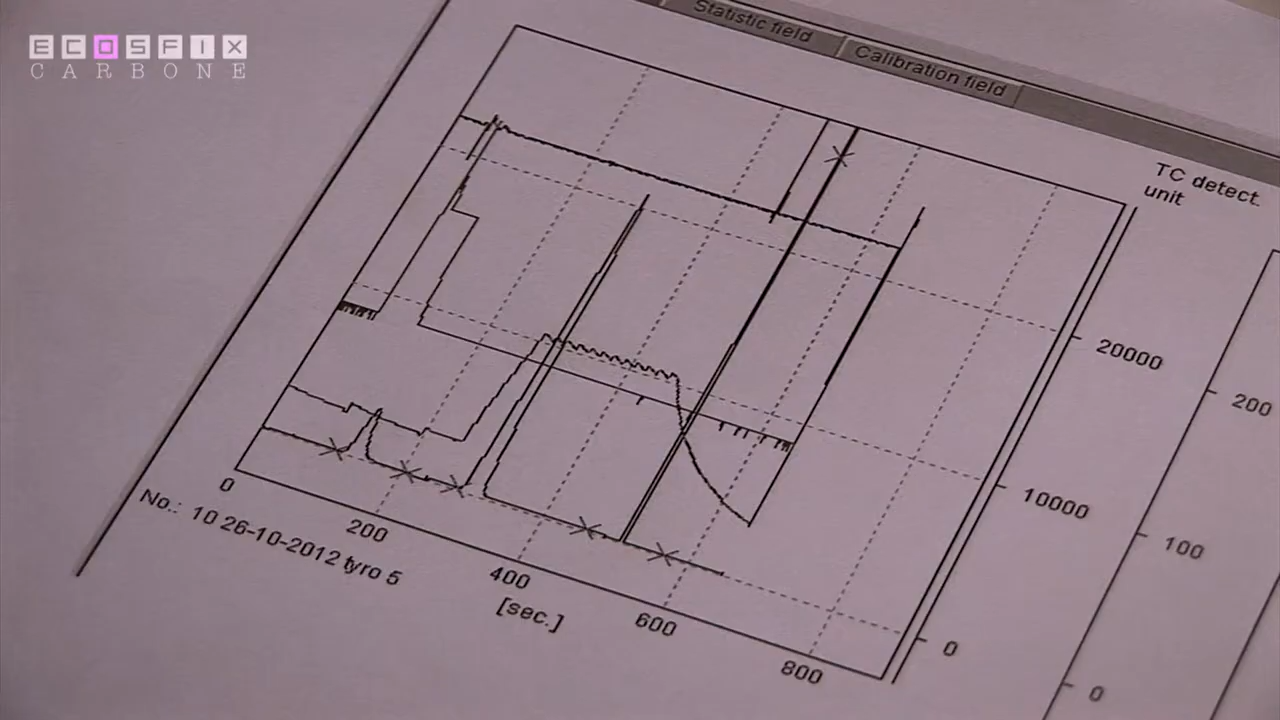 ECOSFIX
CARBONE
Statistic field
Calibration field
TC detect.
unit
20000
10000
0
200
100
0
0
200
400
600
800
[sec.]
No.: 10 26-10-2012 tyro 5